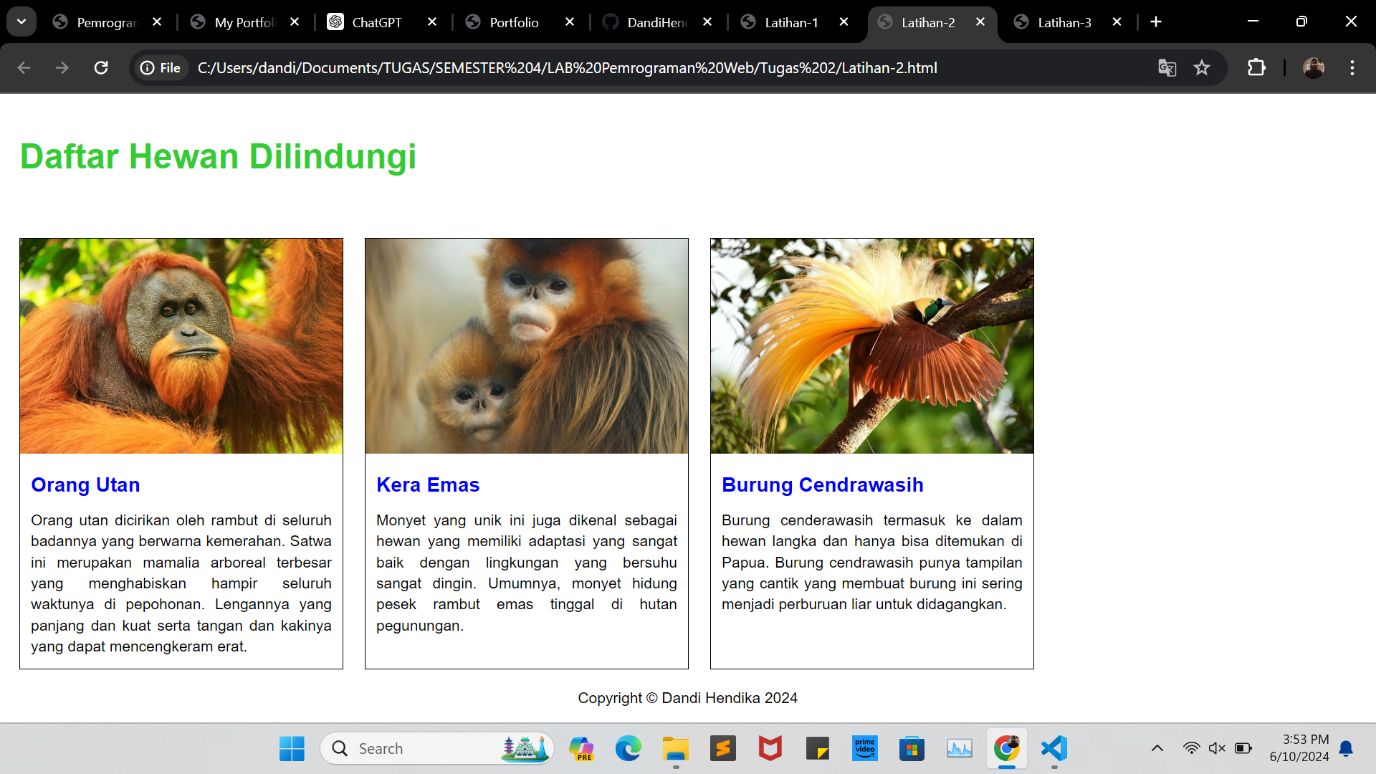 Pemrogran
My Portfoli
ChatGPT
Portfolio
DandiHen
Latihan-1
Latihan-2
Latihan-3
File
C:/Users/dandi/Documents/TUGAS/SEMESTER%204/LAB%20Pemrograman%20Web/Tugas%202/Latihan-2.html
Daftar Hewan Dilindungi
Orang Utan
Orang utan dicirikan oleh rambut di seluruh
badannya yang berwarna kemerahan. Satwa
ini merupakan mamalia arboreal terbesar
yang menghabiskan hampir seluruh
waktunya di pepohonan. Lengannya yang
panjang dan kuat serta tangan dan kakinya
yang dapat mencengkeram erat.
Kera Emas
Monyet yang unik ini juga dikenal sebagai
hewan yang memiliki adaptasi yang sangat
baik dengan lingkungan yang bersuhu
sangat dingin. Umumnya, monyet hidung
pesek rambut emas tinggal di hutan
pegunungan.
Burung Cendrawasih
Burung cenderawasih termasuk ke dalam
hewan langka dan hanya bisa ditemukan di
Papua. Burung cendrawasih punya tampilan
yang cantik yang membuat burung ini sering
menjadi perburuan liar untuk didagangkan.
Copyright © Dandi Hendika 2024
Search
PRE
prime video
3:53 PM
6/10/2024